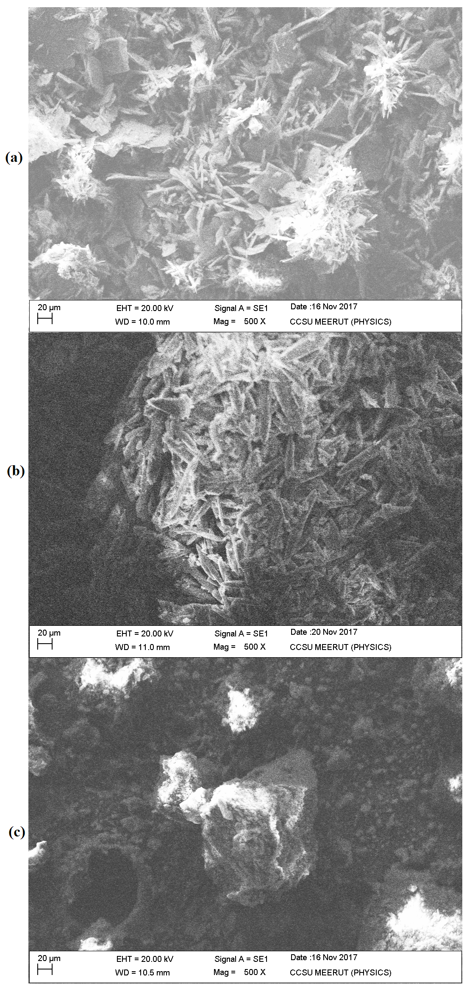 (a)
20 µm EHT = 20.00 kV Signal A = SE1 Date :16 Nov 2017
WD = 10.0 mm Mag = 500 X CCSU MEERUT (PHYSICS)
(b)
20 µm EHT = 20.00 kV Signal A = SE1 Date :20 Nov 2017
WD = 11.0 mm Mag = 500 X CCSU MEERUT (PHYSICS)
(c)
20 µm EHT = 20.00 kV Signal A = SE1 Date :16 Nov 2017
WD = 10.5 mm Mag = 500 X CCSU MEERUT (PHYSICS)